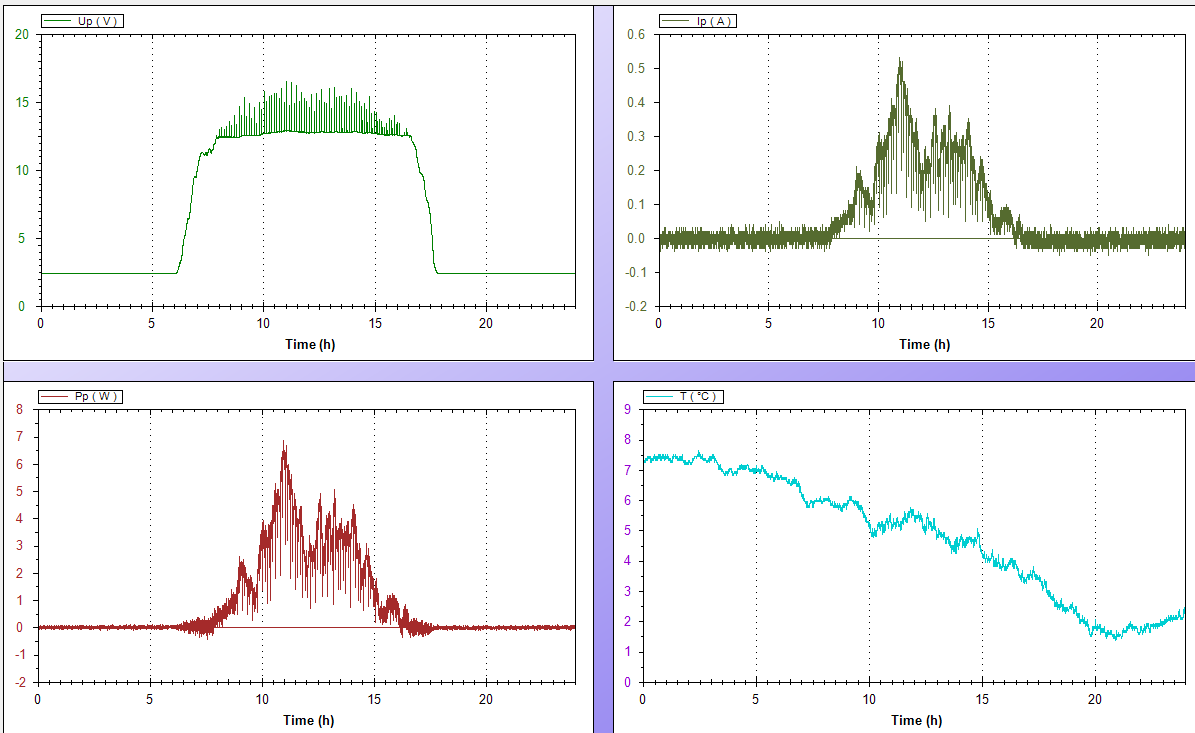 Up ( V )
20
15
10
5
0
0 5 10 15 20
Time (h)
Ip ( A )
0.6
0.5
0.4
0.3
0.2
0.1
0.0
-0.1
-0.2
0 5 10 15 20
Time (h)
Pp ( W )
8
7
6
5
4
3
2
1
0
-1
-2
0 5 10 15 20
Time (h)
T ( °C )
9
8
7
6
5
4
3
2
1
0
0 5 10 15 20
Time (h)